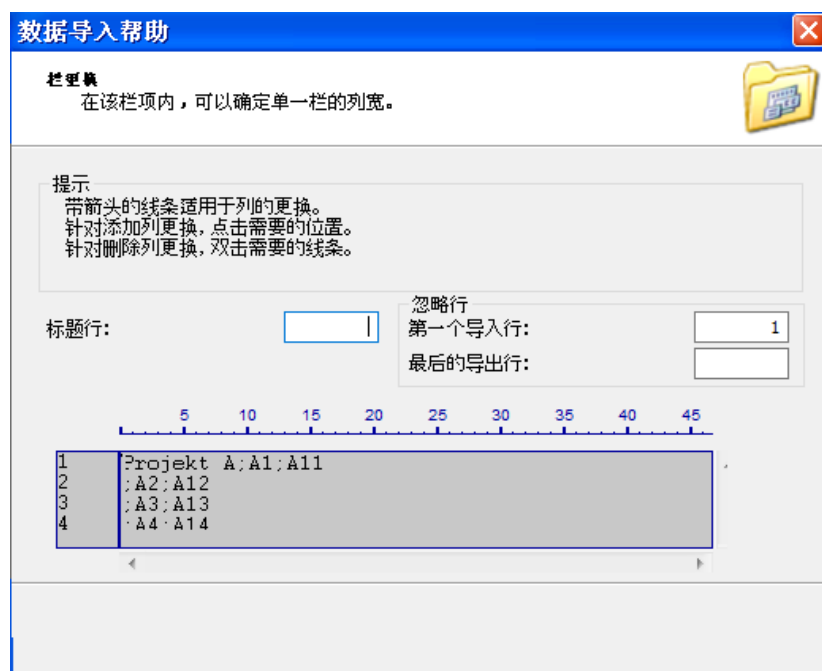 数据导入帮助
栏更换
在该栏项内，可以确定单一栏的列宽。
提示
带箭头的线条适用于列的更换。
针对添加列更换,点击需要的位置。
针对删除列更换,双击需要的线条。
标题行:
忽略行
第一个导入行:
1
最后的导出行:
5 10 15 20 25 30 35 40 45
1 Projekt A;A1;A11
2 ;A2;A12
3 ;A3;A13
4 ;A4;A14